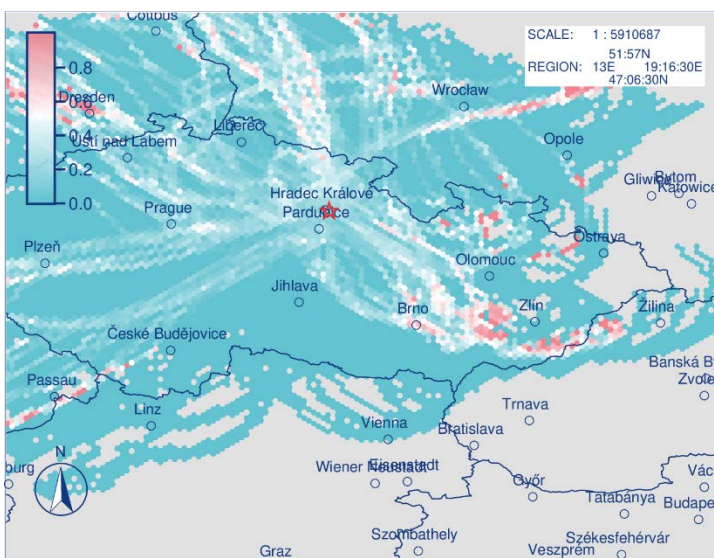 Cottbus
SCALE: 1 : 5910687
51:57N
REGION: 13E 19:16:30E
47:06:30N
0.8
Dresden
0.6
Wrocław
0.4
Liberec
Ústí nad Labem
Opole
0.2
Bytom
Gliwice
Katowice
0.0
Hradec Králové
Prague
Pardubice
Ostrava
Plzeň
Olomouc
Jihlava
Brno
Zlín
Žilina
České Budějovice
Banská B
Passau
Zvole
Linz
Trnava
Vienna
Bratislava
N
burg
Wiener Neustadt
Eisenstadt
Vác
Győr
Tatabánya
Budape
Szombathely
Székesfehérvár
Graz
Veszprém